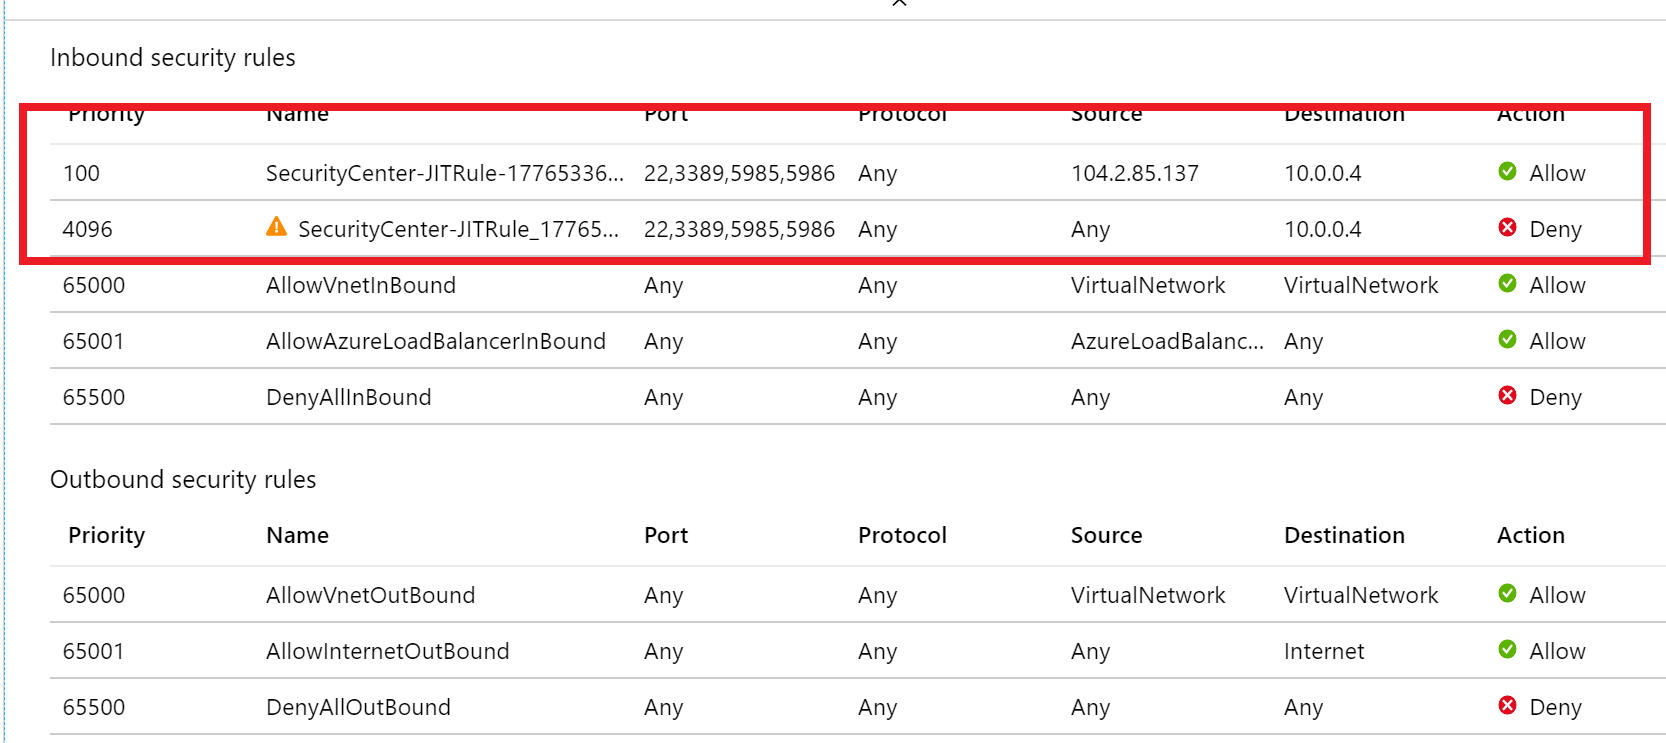 Inbound security rules
Priority Name Port Protocol Source Destination Action
100 SecurityCenter-JITRule-17765336... 22,3389,5985,5986 Any 104.2.85.137 10.0.0.4 Allow
4096 SecurityCenter-JITRule_17765... 22,3389,5985,5986 Any Any 10.0.0.4 Deny
65000 AllowVnetInBound Any Any VirtualNetwork VirtualNetwork Allow
65001 AllowAzureLoadBalancerInBound Any Any AzureLoadBalanc... Any Allow
65500 DenyAllInBound Any Any Any Any Deny
Outbound security rules
Priority Name Port Protocol Source Destination Action
65000 AllowVnetOutBound Any Any VirtualNetwork VirtualNetwork Allow
65001 AllowInternetOutBound Any Any Any Internet Allow
65500 DenyAllOutBound Any Any Any Any Deny